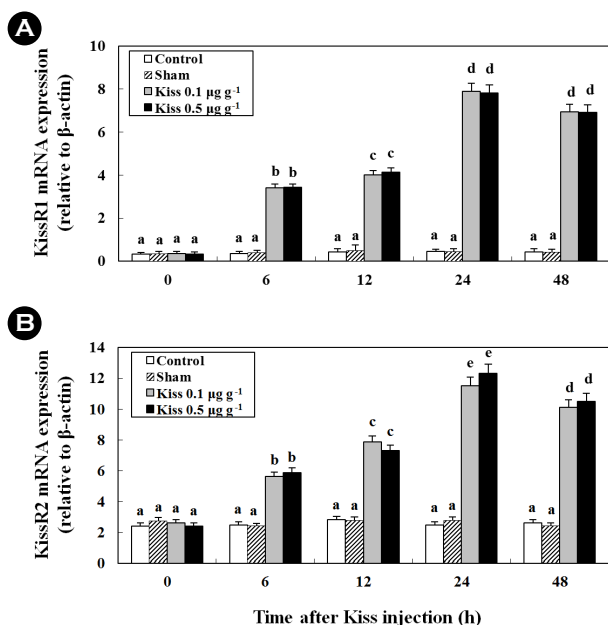 A
KissR1 mRNA expression
(relative to β-actin)
10
8
6
4
2
0
Control
Sham
Kiss 0.1 μg g⁻¹
Kiss 0.5 μg g⁻¹
a a a a
a a b b
a a c c
a a d d
a a d d
0 6 12 24 48
B
KissR2 mRNA expression
(relative to β-actin)
14
12
10
8
6
4
2
0
Control
Sham
Kiss 0.1 μg g⁻¹
Kiss 0.5 μg g⁻¹
a a a a
a a b b
a a c c
a a e e
a a d d
0 6 12 24 48
Time after Kiss injection (h)